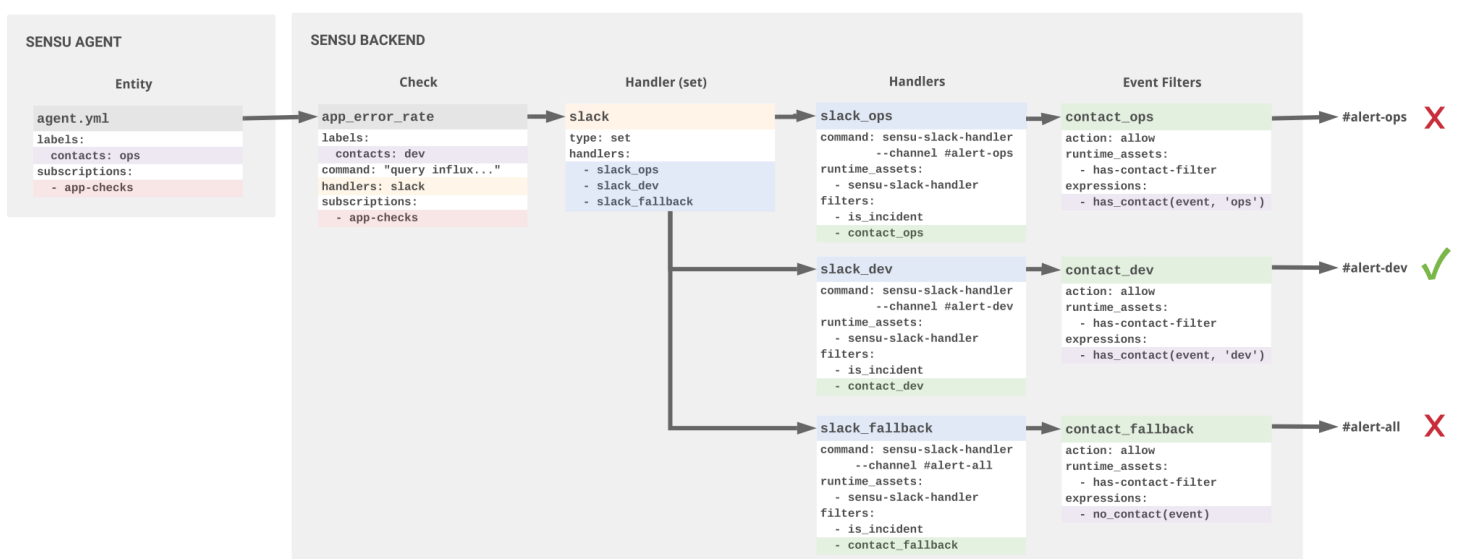 SENSU AGENT
Entity
agent.yml
labels:
contacts: ops
subscriptions:
- app-checks
SENSU BACKEND
Check
app_error_rate
labels:
contacts: dev
command: "query influx..."
handlers: slack
subscriptions:
- app-checks
Handler (set)
slack
type: set
handlers:
- slack_ops
- slack_dev
- slack_fallback
Handlers
slack_ops
command: sensu-slack-handler
--channel #alert-ops
runtime_assets:
- sensu-slack-handler
filters:
- is_incident
- contact_ops
slack_dev
command: sensu-slack-handler
--channel #alert-dev
runtime_assets:
- sensu-slack-handler
filters:
- is_incident
- contact_dev
slack_fallback
command: sensu-slack-handler
--channel #alert-all
runtime_assets:
- sensu-slack-handler
filters:
- is_incident
- contact_fallback
Event Filters
contact_ops
action: allow
runtime_assets:
- has-contact-filter
expressions:
- has_contact(event, 'ops')
contact_dev
action: allow
runtime_assets:
- has-contact-filter
expressions:
- has_contact(event, 'dev')
contact_fallback
action: allow
runtime_assets:
- has-contact-filter
expressions:
- no_contact(event)
#alert-ops
#alert-dev
#alert-all